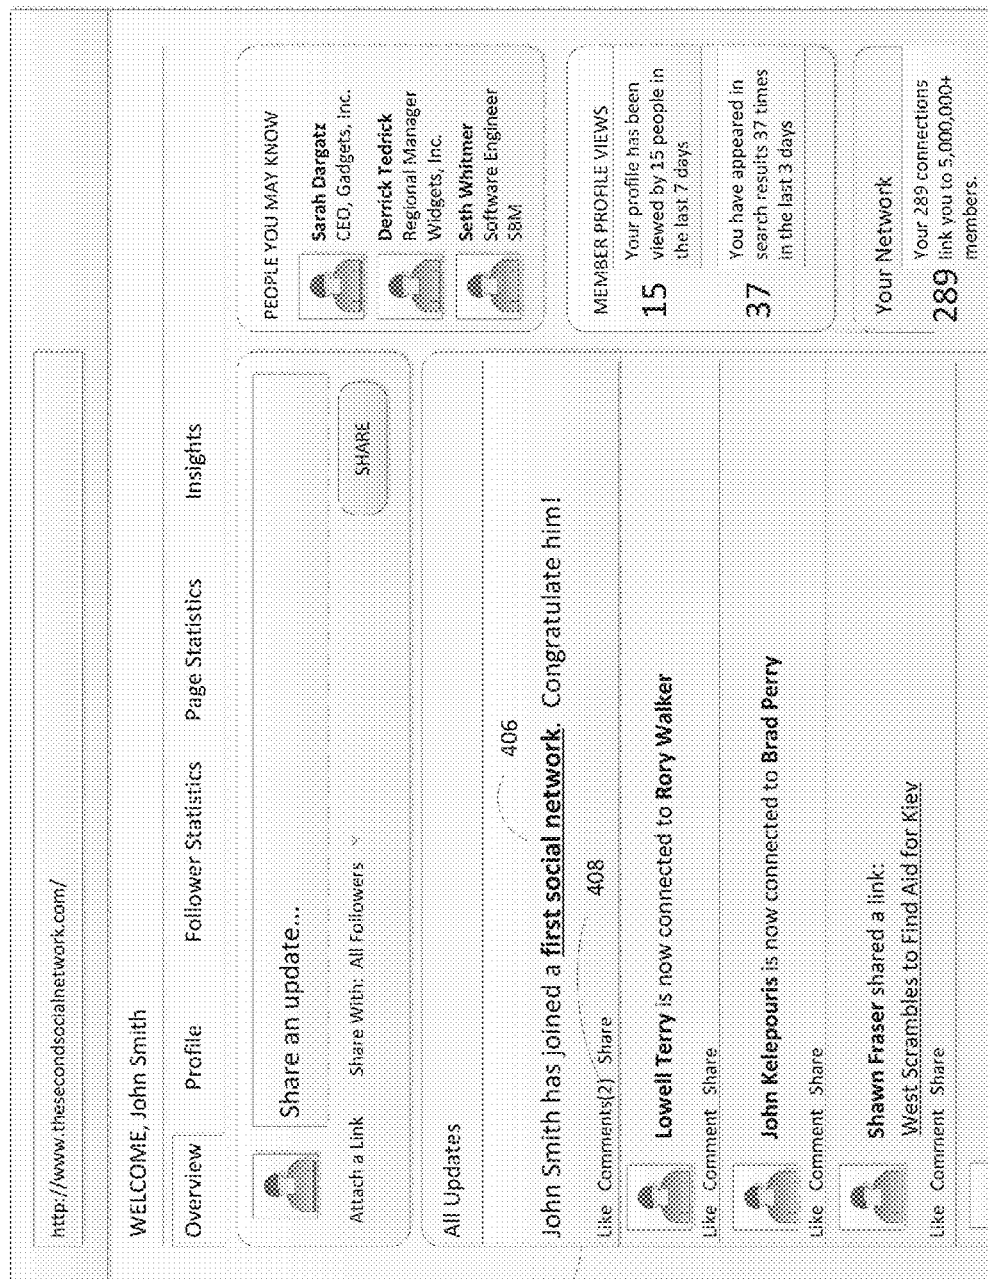 http://www.thesecondsocialnetwork.com/
WELCOME, John Smith
Overview Profile Follower Statistics Page Statistics Insights
Share an update...
Attach a Link Share With: All Followers
SHARE
All Updates
406
John Smith has joined a first social network. Congratulate him!
408
Like Comments(2) Share
Lowell Terry is now connected to Rory Walker
Like Comment Share
John Kelepouris is now connected to Brad Perry
Like Comment Share
Shawn Fraser shared a link:
West Scrambles to Find Aid for Kiev
Like Comment Share
PEOPLE YOU MAY KNOW
Sarah Dargatz
CEO, Gadgets, Inc.
Derrick Tedrick
Regional Manager
Widgets, Inc.
Seth Whitmer
Software Engineer
SBM
MEMBER PROFILE VIEWS
15 Your profile has been
viewed by 15 people in
the last 7 days
37 You have appeared in
search results 37 times
in the last 3 days
Your Network
289 Your 289 connections
link you to 5,000,000+
members.